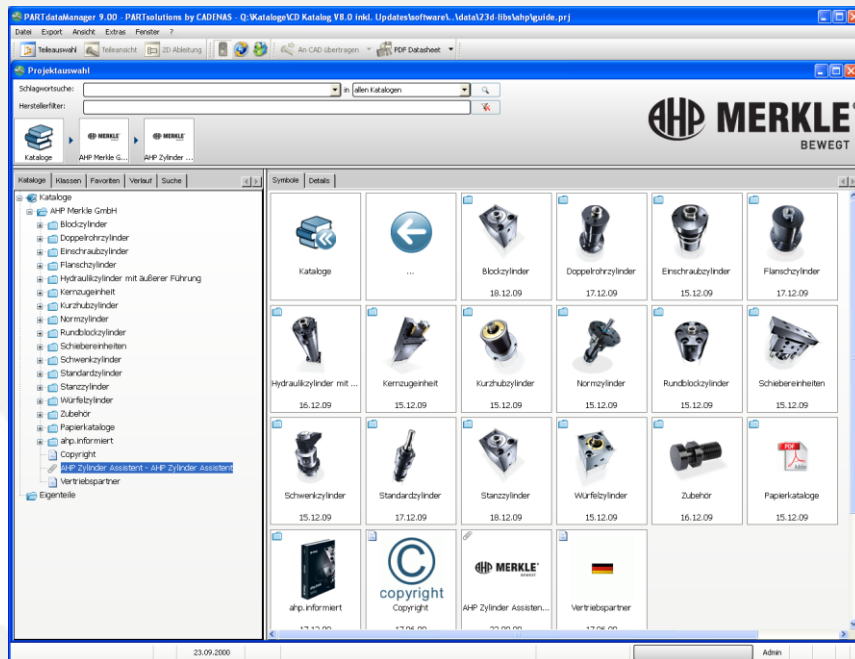 PARTdataManager 9.00 - PARTsolutions by CADENAS - Q:\Kataloge\CD Katalog V8.0 inkl. Updates\software\..\data\23d-libs\ahp\guide.prj
Datei Export Ansicht Extras Fenster ?
Teileauswahl Teileansicht 2D Ableitung An CAD übertragen PDF Datasheet
Projektauswahl
Schlagwortsuche: in allen Katalogen
Herstellerfilter:
AHP MERKLE
BEWEGT
MERKLE MERKLE
Kataloge AHP Merkle G... AHP Zylinder ...
Kataloge Klassen Favoriten Verlauf Suche
Kataloge
AHP Merkle GmbH
Blockzylinder
Doppelrohrzylinder
Einschraubzylinder
Flanschzylinder
Hydraulikzylinder mit äußerer Führung
Kernzugeinheit
Kurzhubzylinder
Normzylinder
Rundblockzylinder
Schiebereinheiten
Schwenkzylinder
Standardzylinder
Stanzzylinder
Würfelzylinder
Zubehör
Papierkataloge
ahp.informiert
Copyright
AHP Zylinder Assistent - AHP Zylinder Assistent
Vertriebspartner
Eigenteile
Symbole Details
Kataloge ... Blockzylinder Doppelrohrzylinder Einschraubzylinder Flanschzylinder
18.12.09 17.12.09 15.12.09 17.12.09
Hydraulikzylinder mit ... Kernzugeinheit Kurzhubzylinder Normzylinder Rundblockzylinder Schiebereinheiten
16.12.09 15.12.09 15.12.09 15.12.09 15.12.09 15.12.09
PDF
Adobe
Schwenkzylinder Standardzylinder Stanzzylinder Würfelzylinder Zubehör Papierkataloge
15.12.09 17.12.09 18.12.09 15.12.09 16.12.09 15.12.09
copyright
AHP MERKLE
BEWEGT
ahp.informiert Copyright AHP Zylinder Assisten... Vertriebspartner
23.09.2000 Admin